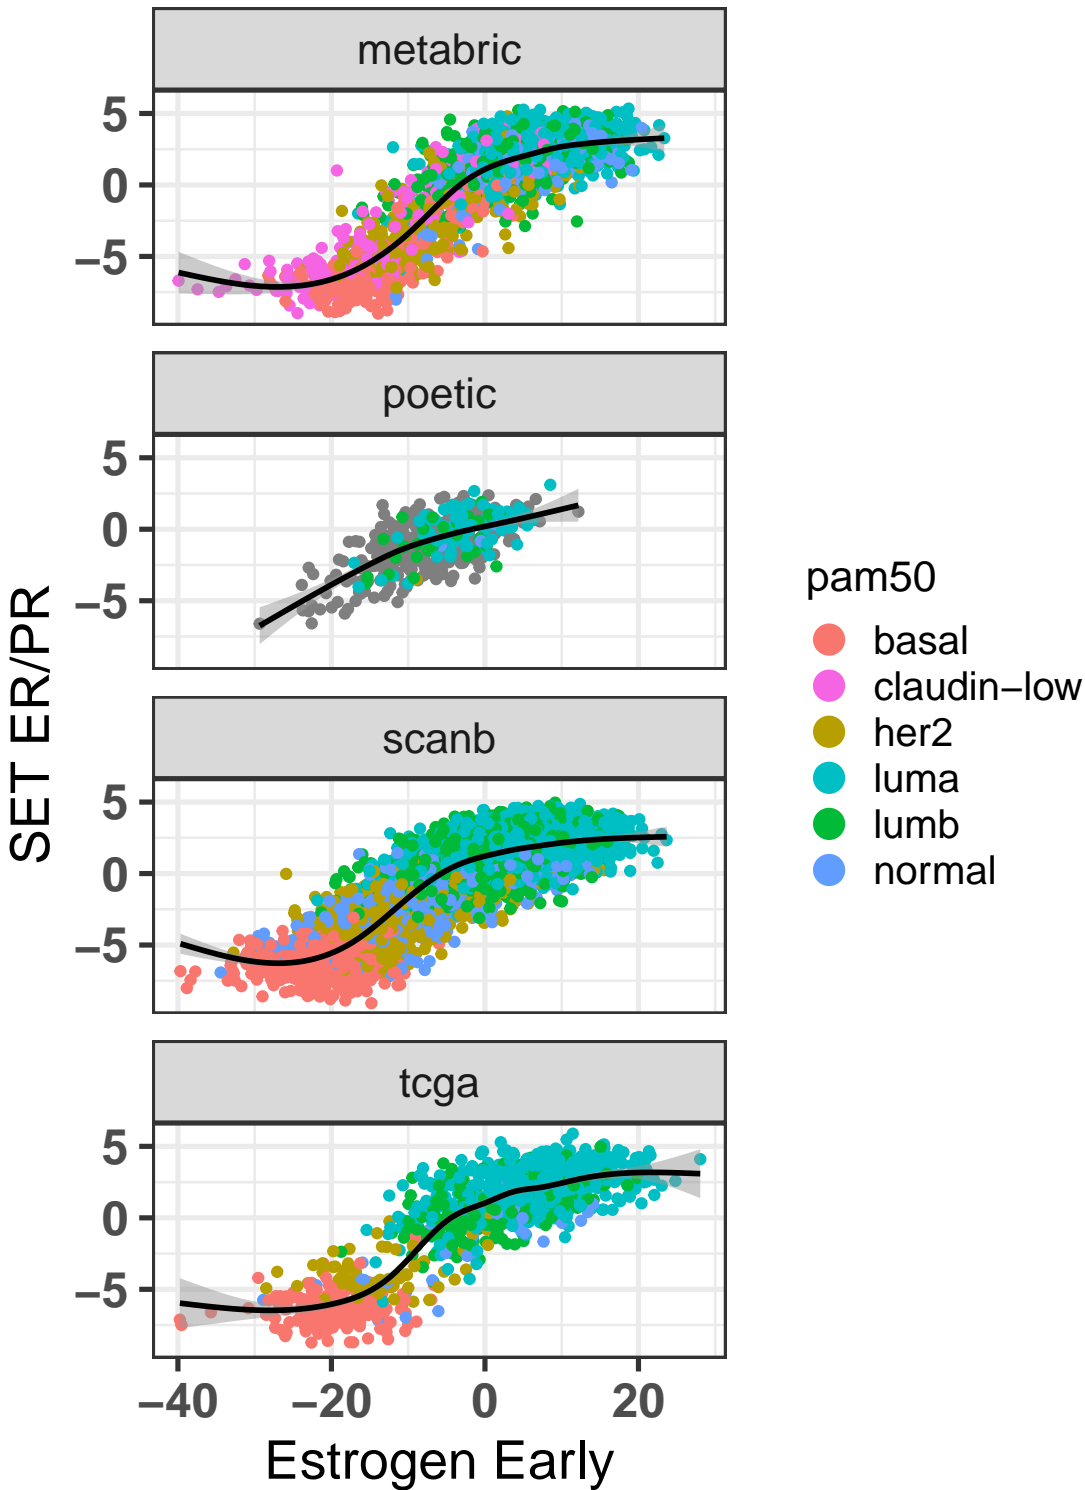 metabric
5
0
−5
poetic
5
0
−5
scanb
5
0
−5
tcga
5
0
−5
−40 −20 0 20
Estrogen Early
SET ER/PR
pam50
basal
claudin−low
her2
luma
lumb
normal